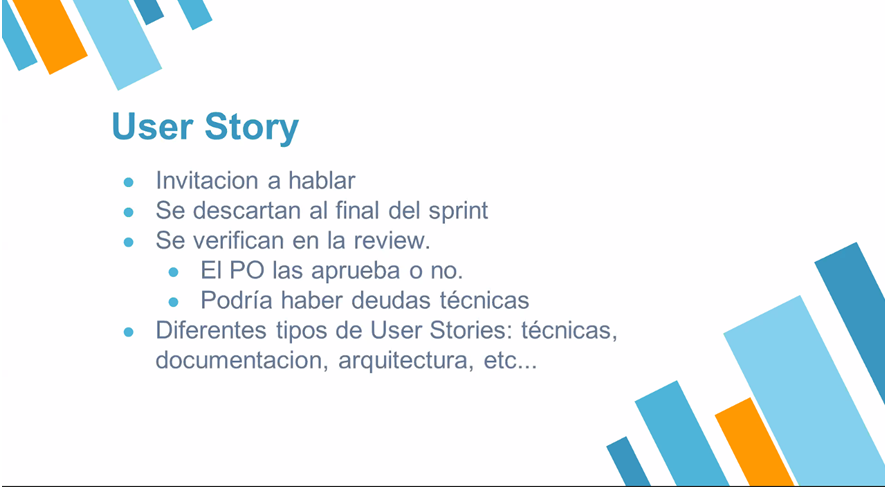 User Story
● Invitacion a hablar
● Se descartan al final del sprint
● Se verifican en la review.
● El PO las aprueba o no.
● Podría haber deudas técnicas
● Diferentes tipos de User Stories: técnicas,
documentacion, arquitectura, etc...